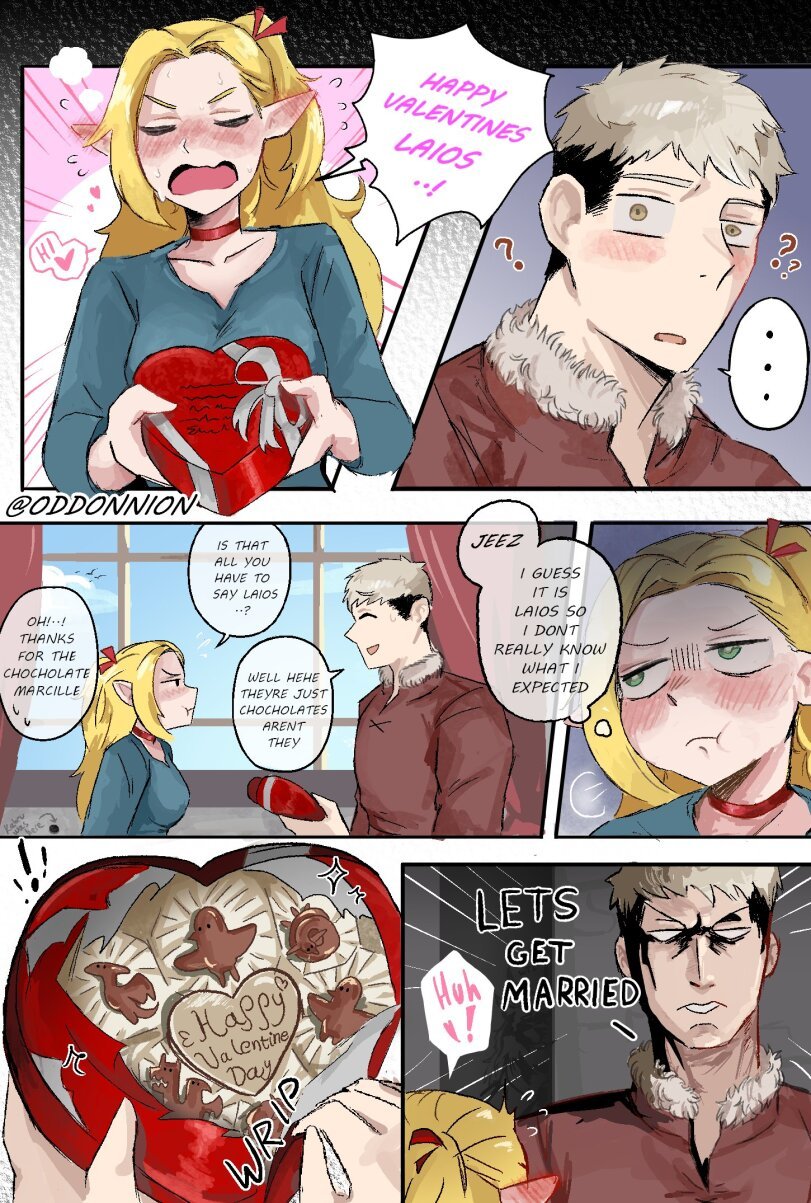 HAPPY
VALENTINES
LAIOS
..!
HI
??
...
@ODDONNION
OH!..!
THANKS
FOR THE
CHOCHOLATE
MARCILLE
IS THAT
ALL YOU
HAVE TO
SAY LAIOS
..?
WELL HEHE
THEYRE JUST
CHOCHOLATES
ARENT
THEY
JEEZ
I GUESS
IT IS
LAIOS SO
I DONT
REALLY KNOW
WHAT I
EXPECTED
!!
Happy
Valentine
Day
WRIP
LETS
GET
MARRIED
Huh
!